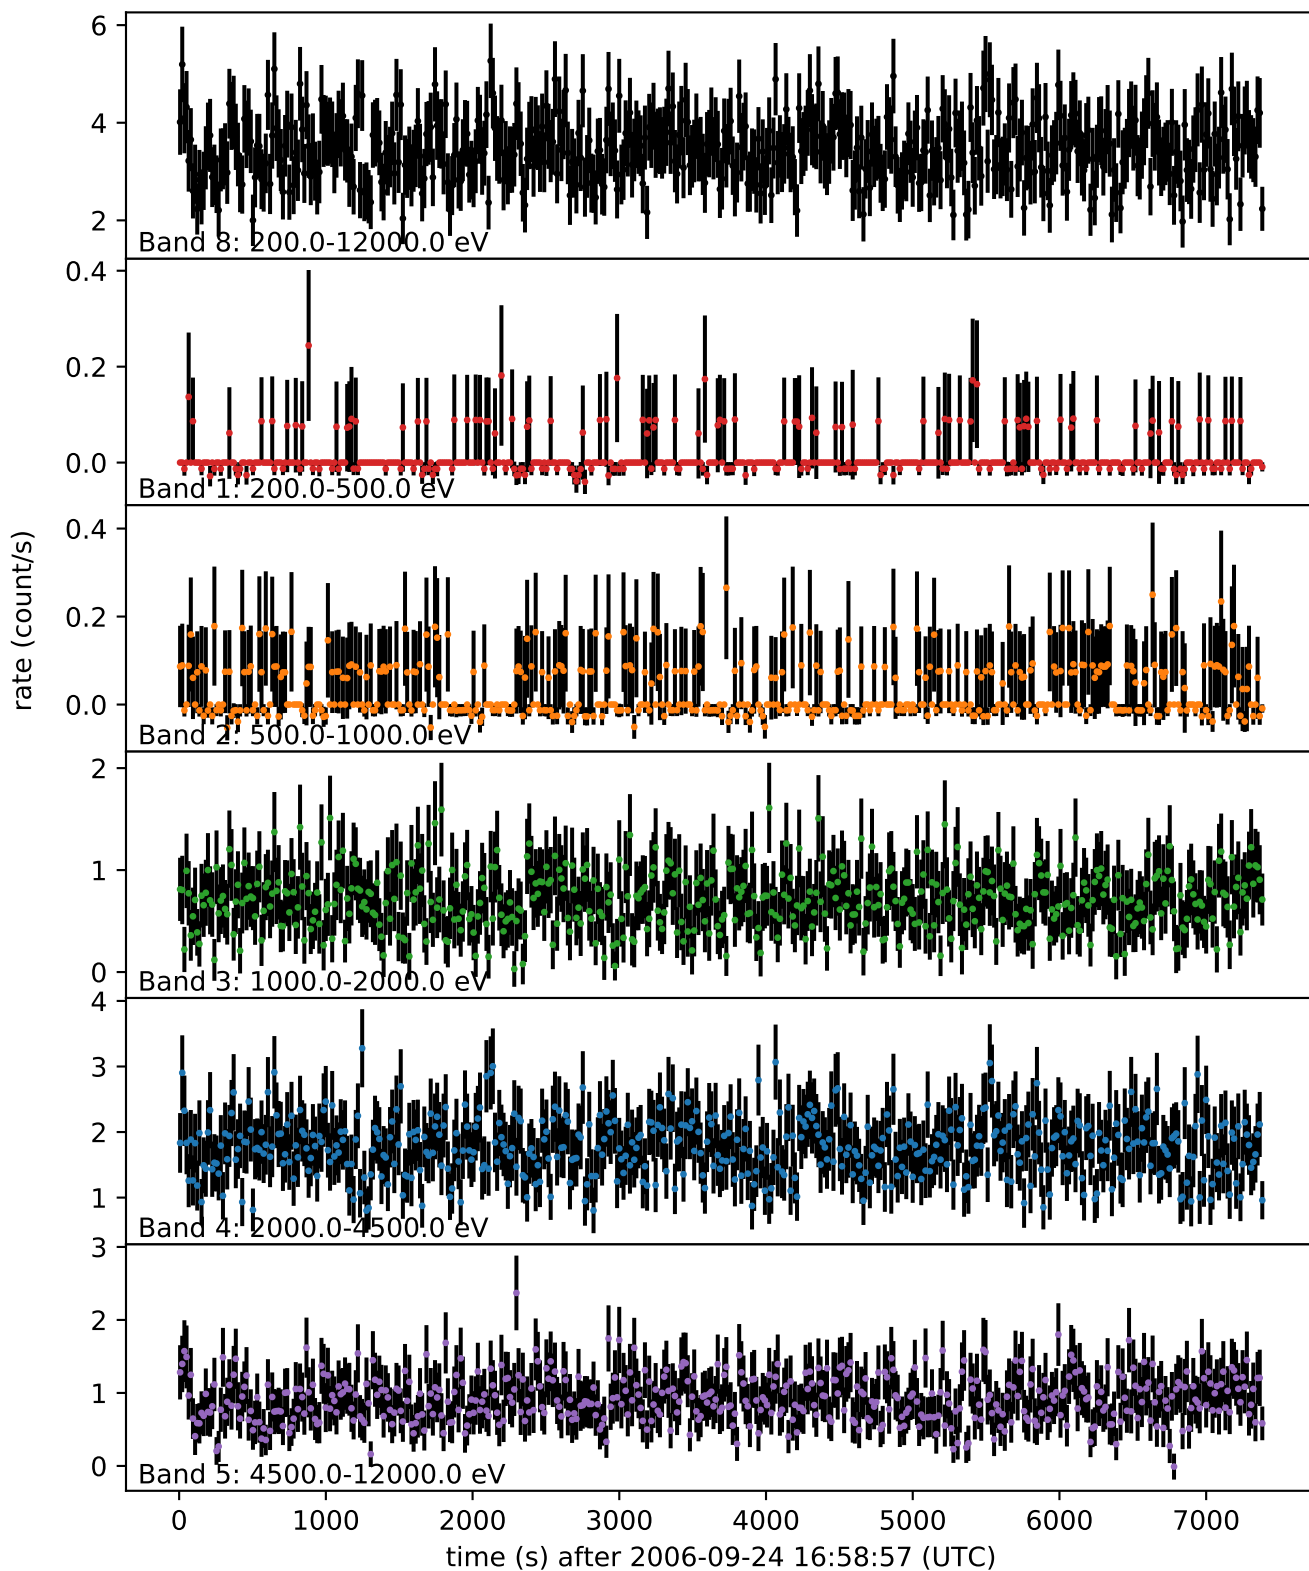 6
4
2
Band 8: 200.0-12000.0 eV
0.4
0.2
0.0
Band 1: 200.0-500.0 eV
rate (count/s)
0.4
0.2
0.0
Band 2: 500.0-1000.0 eV
2
1
0
Band 3: 1000.0-2000.0 eV
4
3
2
1
Band 4: 2000.0-4500.0 eV
3
2
1
0
Band 5: 4500.0-12000.0 eV
0 1000 2000 3000 4000 5000 6000 7000
time (s) after 2006-09-24 16:58:57 (UTC)